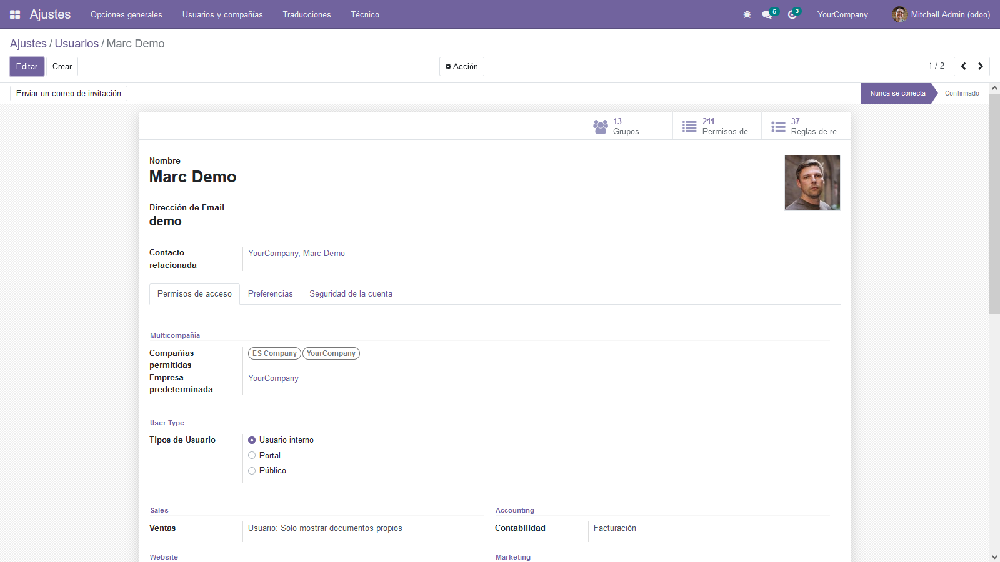 Ajustes Opciones generales Usuarios y compañías Traducciones Técnico 5 3 YourCompany Mitchell Admin (odoo)
Ajustes / Usuarios / Marc Demo
Editar Crear Acción 1 / 2
Enviar un correo de invitación Nunca se conecta Confirmado
13 211 37
Grupos Permisos de... Reglas de re...
Nombre
Marc Demo
Dirección de Email
demo
Contacto relacionada YourCompany, Marc Demo
Permisos de acceso Preferencias Seguridad de la cuenta
Multicompañía
Compañías permitidas ES Company YourCompany
Empresa predeterminada YourCompany
User Type
Tipos de Usuario Usuario interno
Portal
Público
Sales Accounting
Ventas Usuario: Solo mostrar documentos propios Contabilidad Facturación
Website Marketing